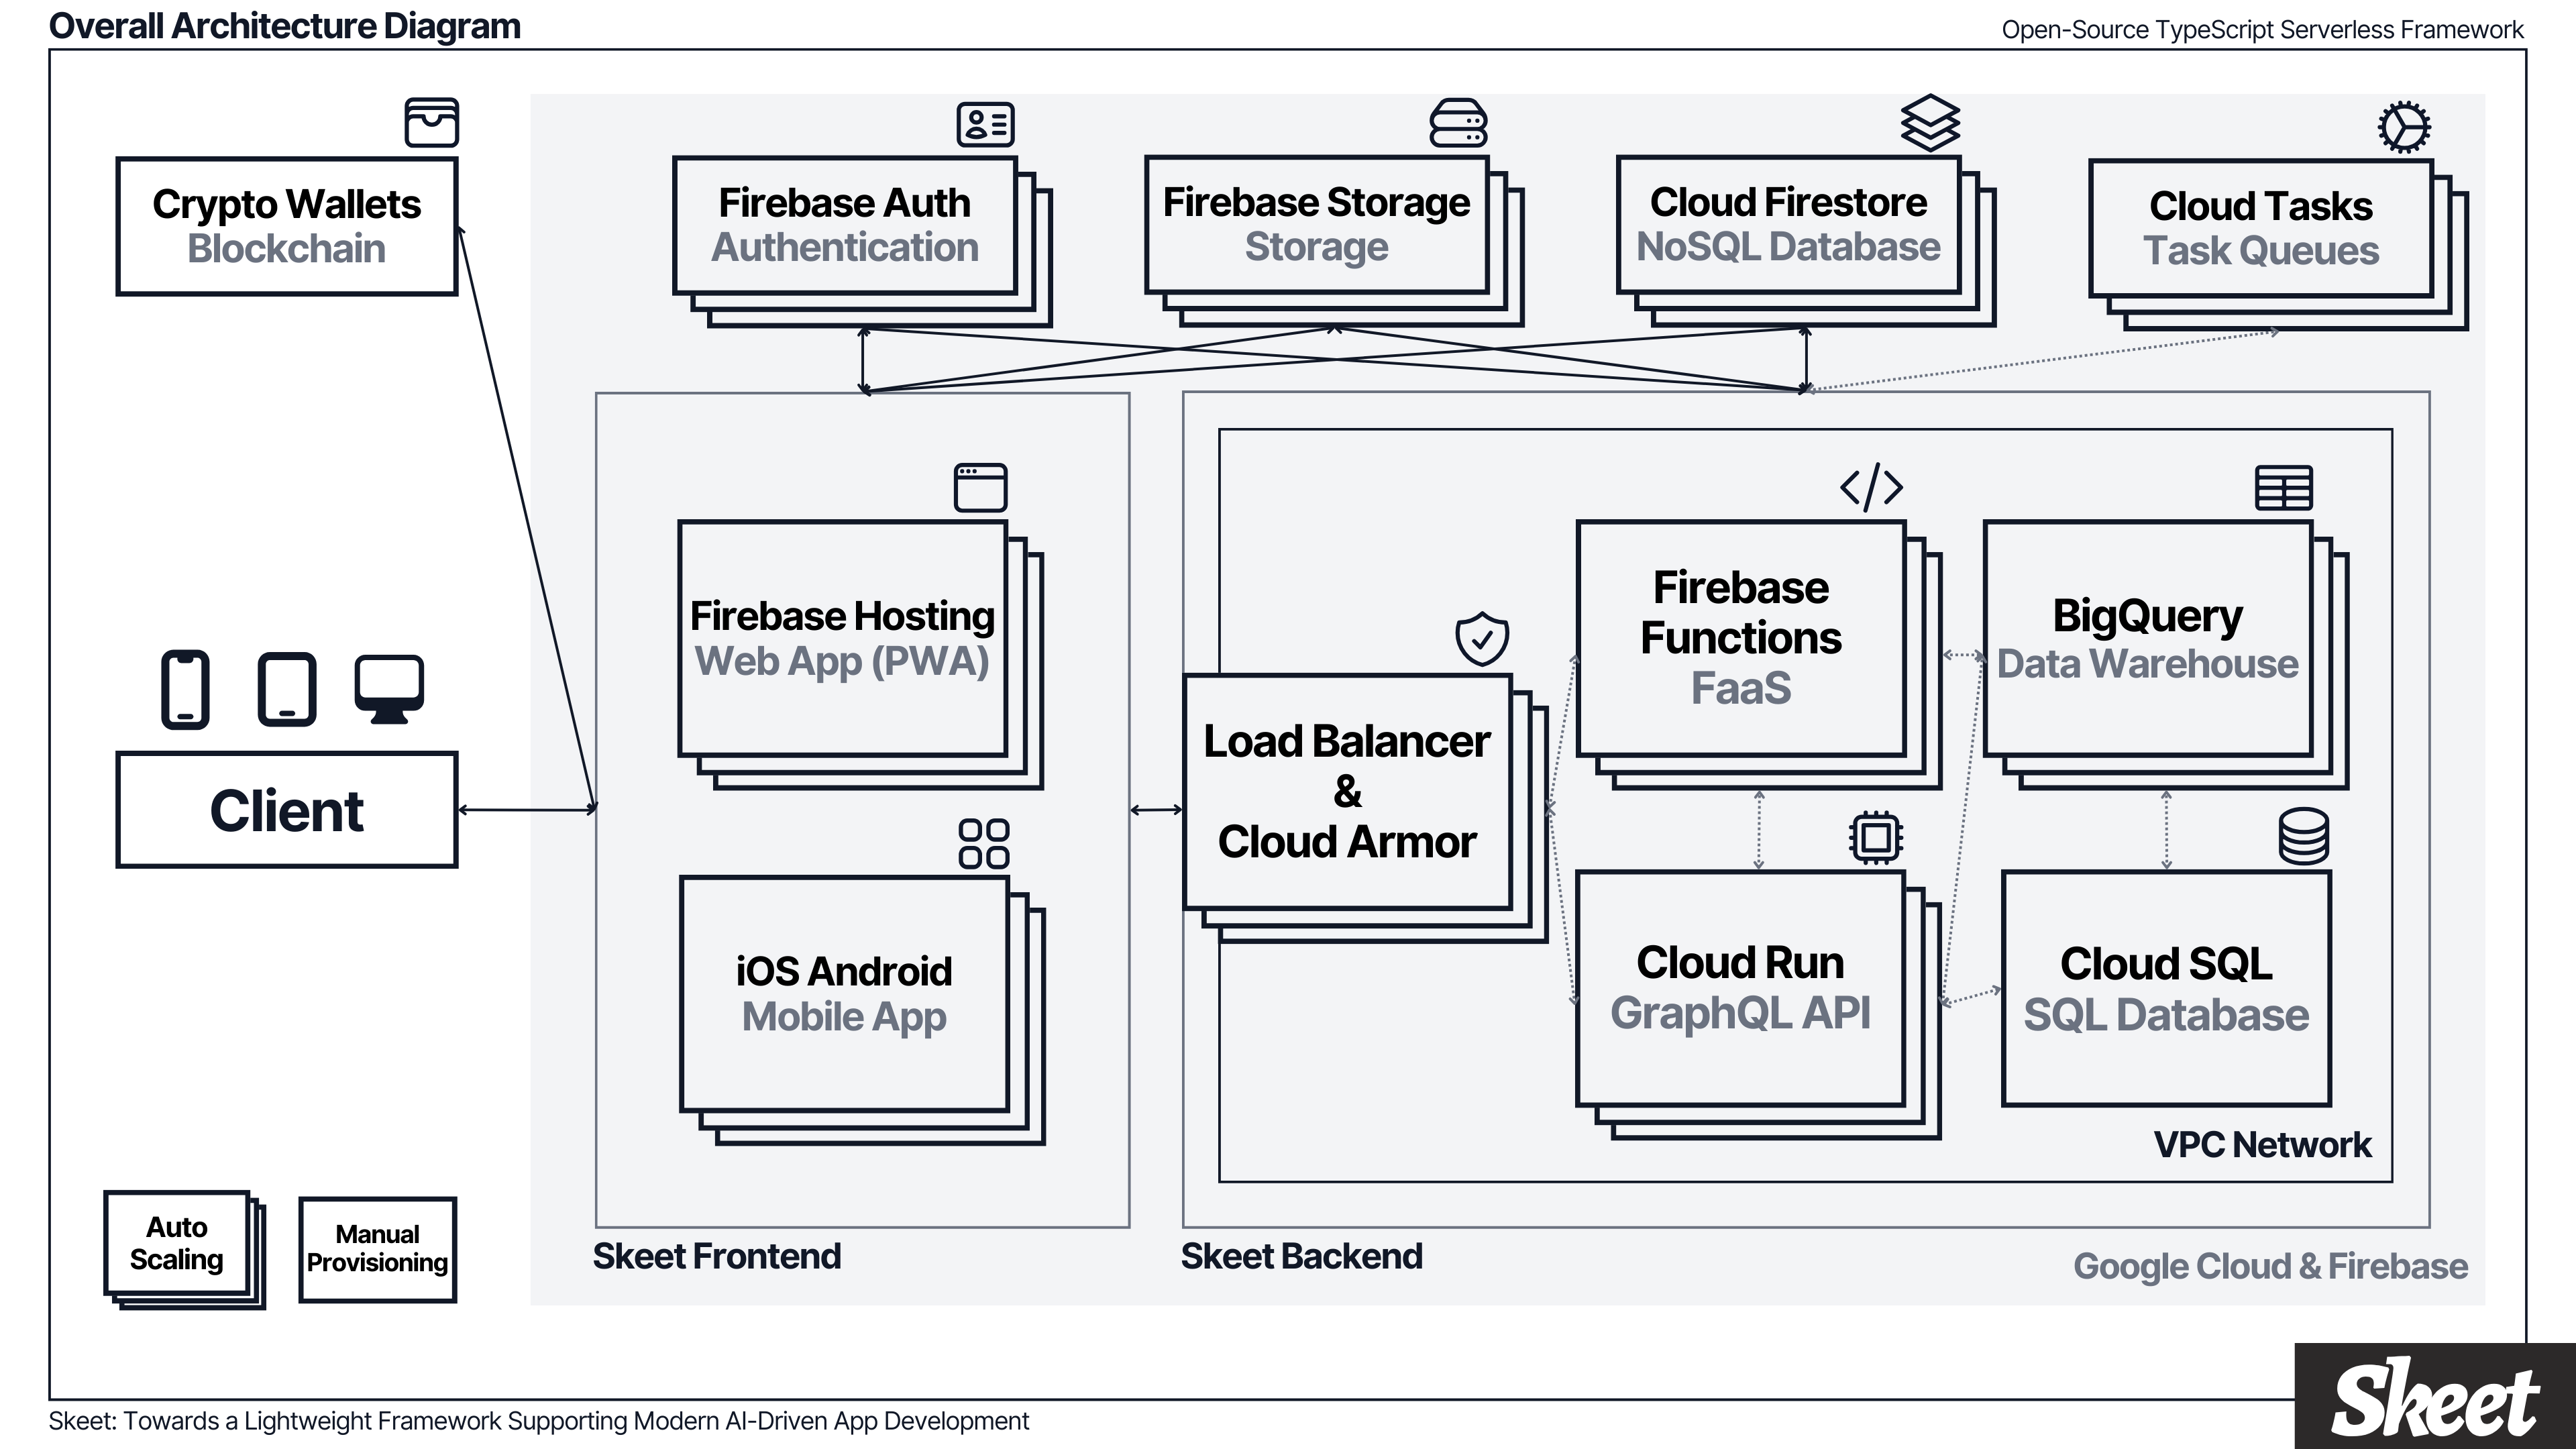 Overall Architecture Diagram
Open-Source TypeScript Serverless Framework
Crypto Wallets
Blockchain
Firebase Auth
Authentication
Firebase Storage
Storage
Cloud Firestore
NoSQL Database
Cloud Tasks
Task Queues
Firebase Hosting
Web App (PWA)
Firebase
Functions
FaaS
BigQuery
Data Warehouse
Load Balancer
&
Cloud Armor
Client
iOS Android
Mobile App
Cloud Run
GraphQL API
Cloud SQL
SQL Database
VPC Network
Auto
Scaling
Manual
Provisioning
Skeet Frontend
Skeet Backend
Google Cloud & Firebase
Skeet: Towards a Lightweight Framework Supporting Modern AI-Driven App Development
Skeet